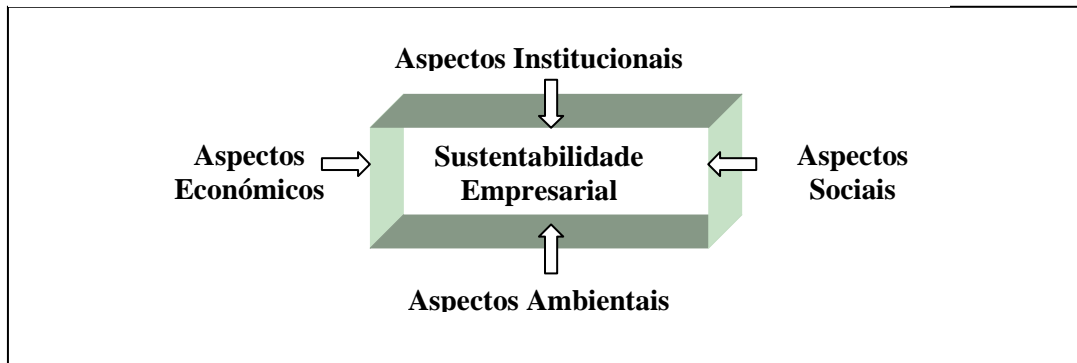 Aspectos Institucionais
Aspectos
Económicos
Sustentabilidade
Empresarial
Aspectos
Sociais
Aspectos Ambientais